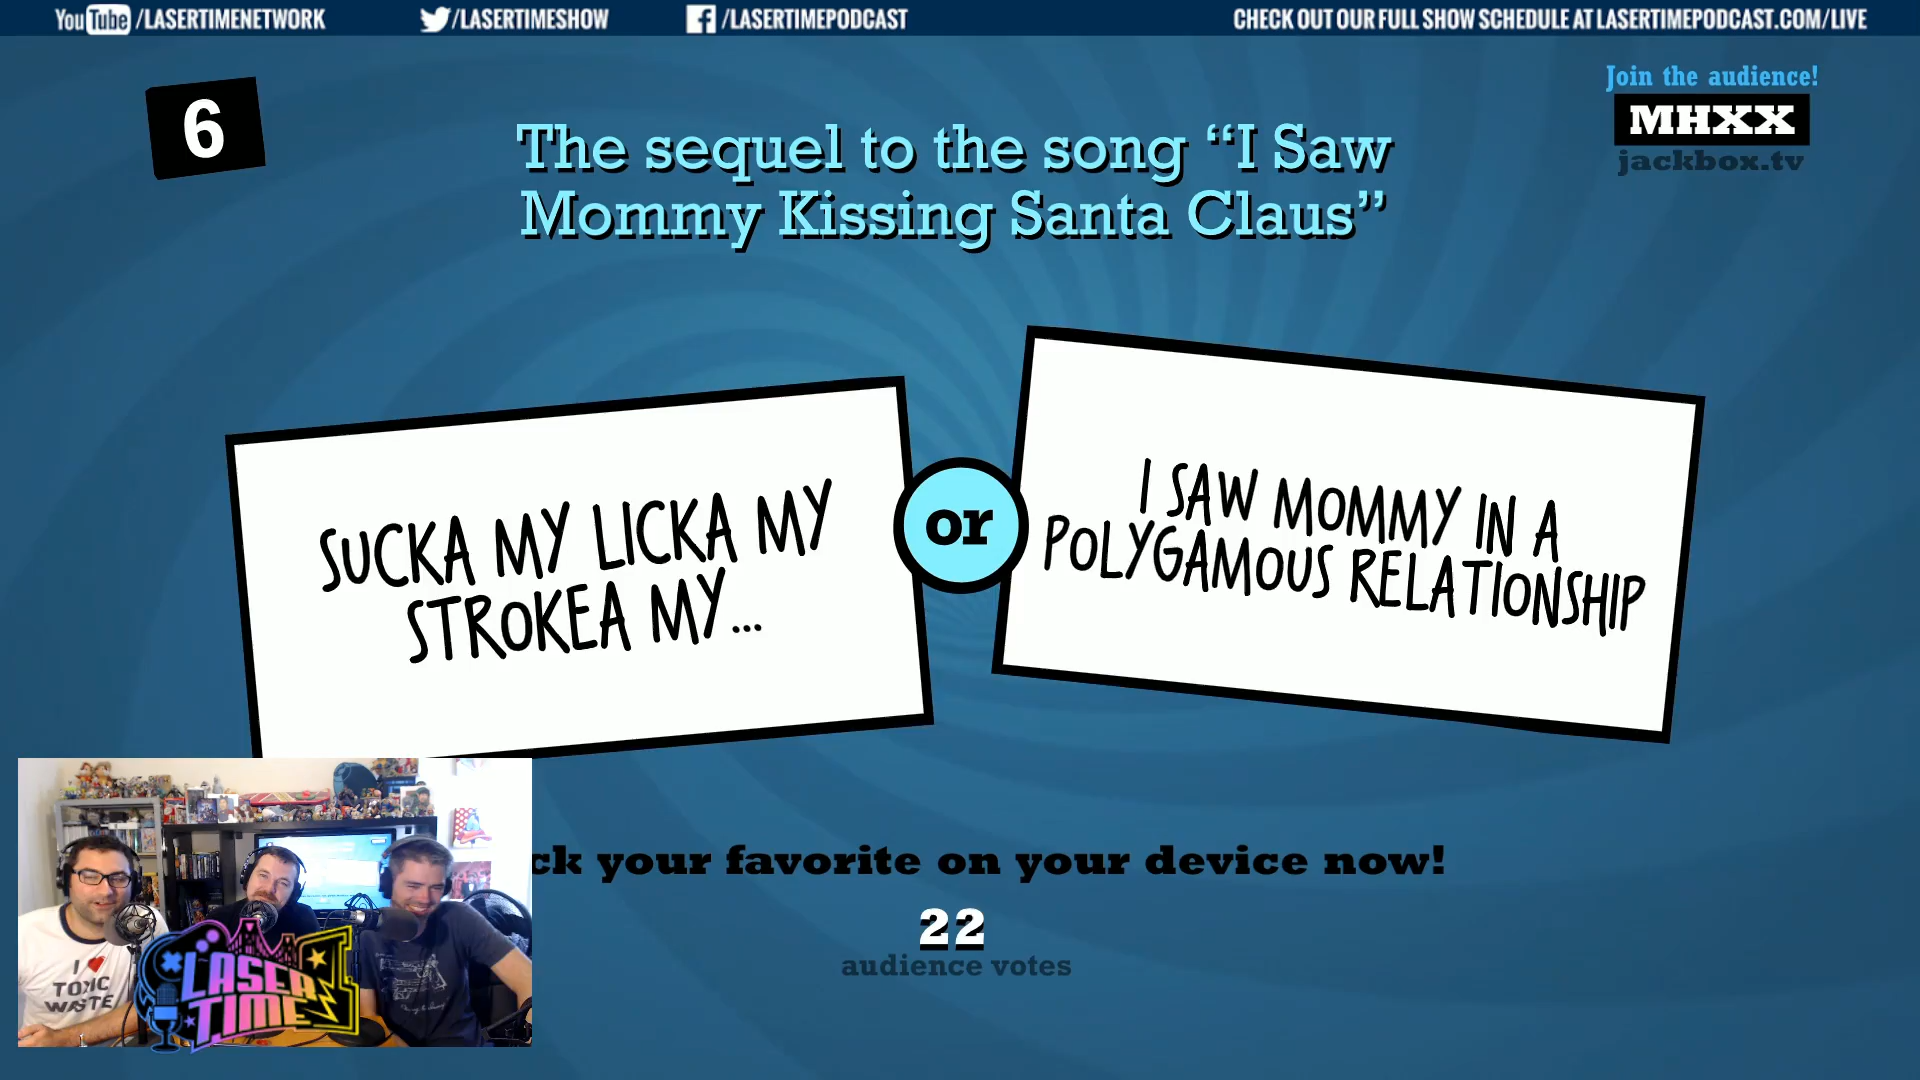 You Tube /LASERTIMENETWORK /LASERTIMESHOW /LASERTIMEPODCAST CHECK OUT OUR FULL SHOW SCHEDULE AT LASERTIMEPODCAST.COM/LIVE
6
Join the audience!
MHXX
jackbox.tv
The sequel to the song “I Saw
Mommy Kissing Santa Claus”
SUCKA MY LICKA MY
STROKEA MY...
or
I SAW MOMMY IN A
POLYGAMOUS RELATIONSHIP
ck your favorite on your device now!
22
audience votes
I
TOXIC
WASTE
LASER
TIME